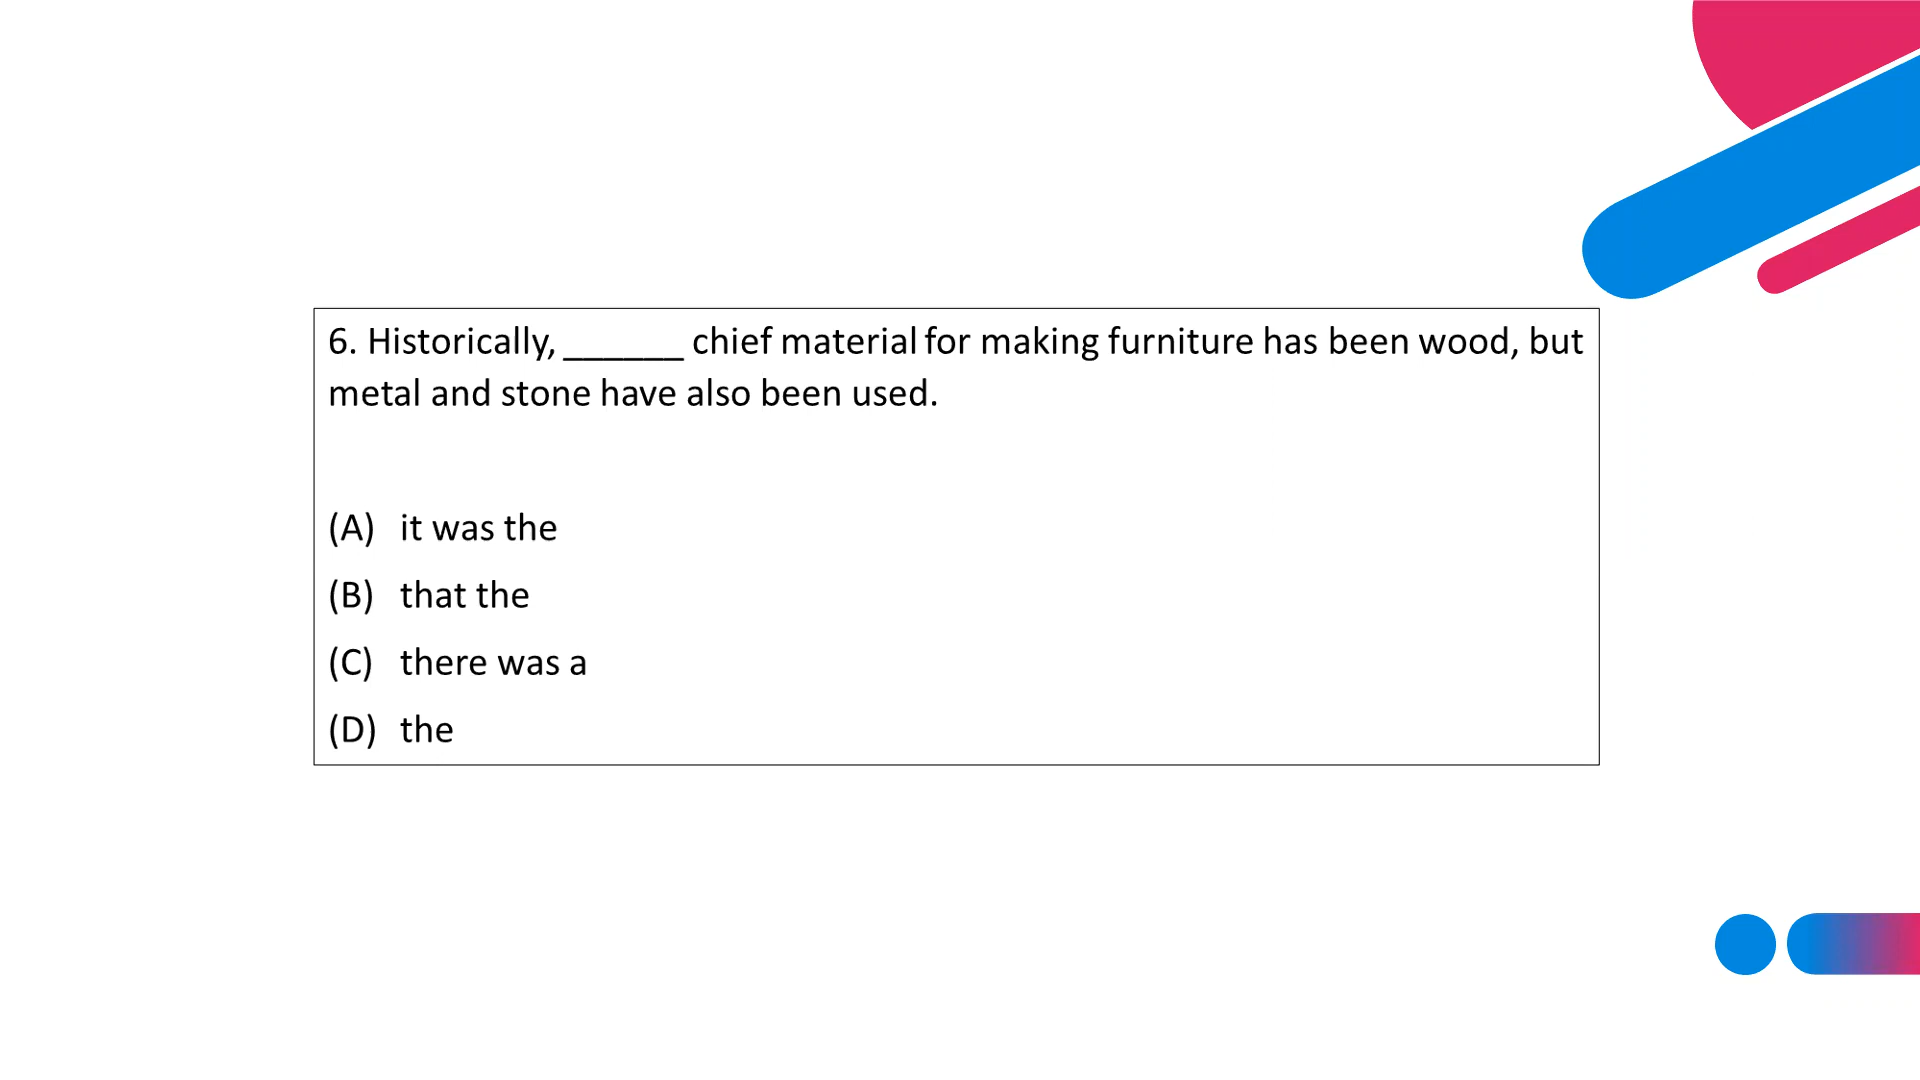 6. Historically, ______ chief material for making furniture has been wood, but
metal and stone have also been used.
(A) it was the
(B) that the
(C) there was a
(D) the